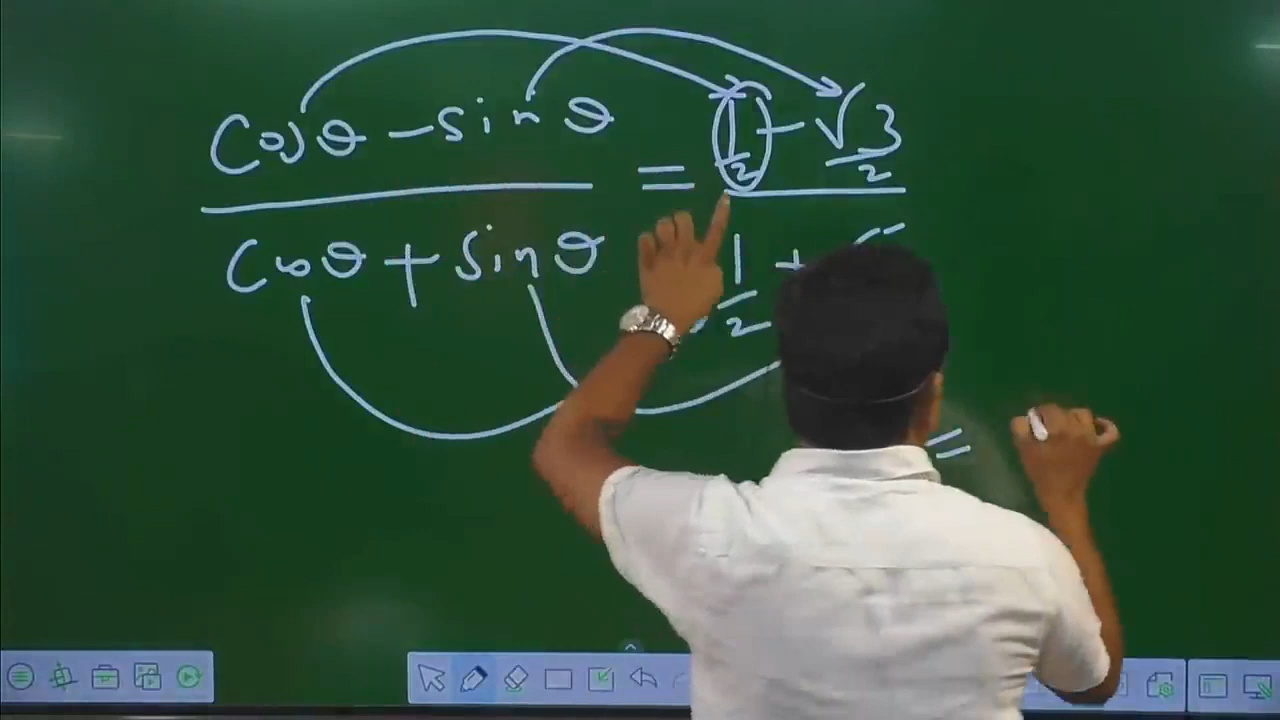 Cosθ - sinθ = 1/2 - √3/2
Cosθ + sinθ 1/2 +
=